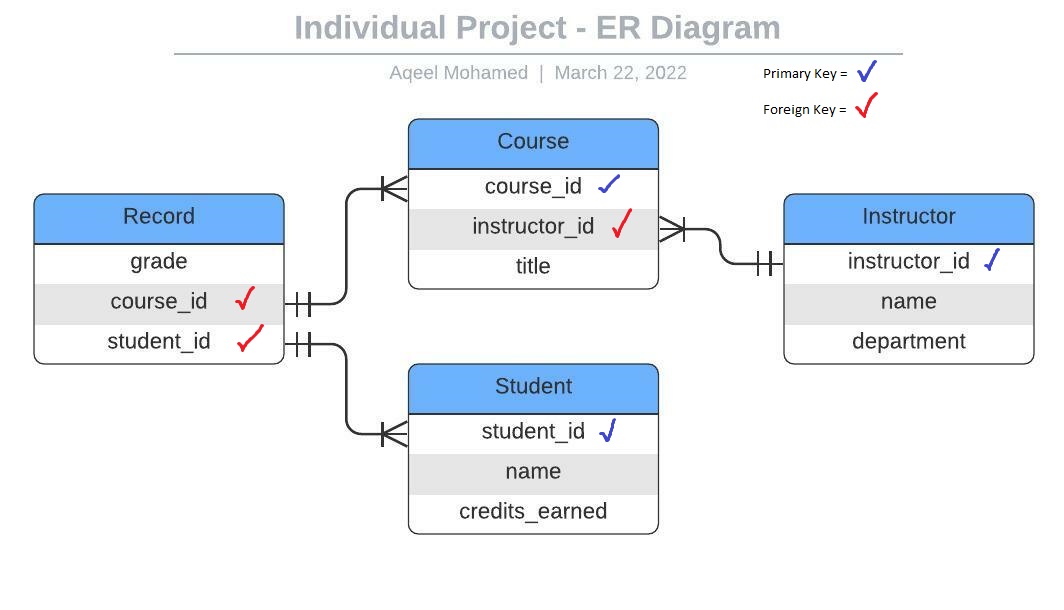 Individual Project - ER Diagram
Aqeel Mohamed | March 22, 2022
Primary Key =
Foreign Key =
Record
grade
course_id
student_id
Course
course_id
instructor_id
title
Student
student_id
name
credits_earned
Instructor
instructor_id
name
department